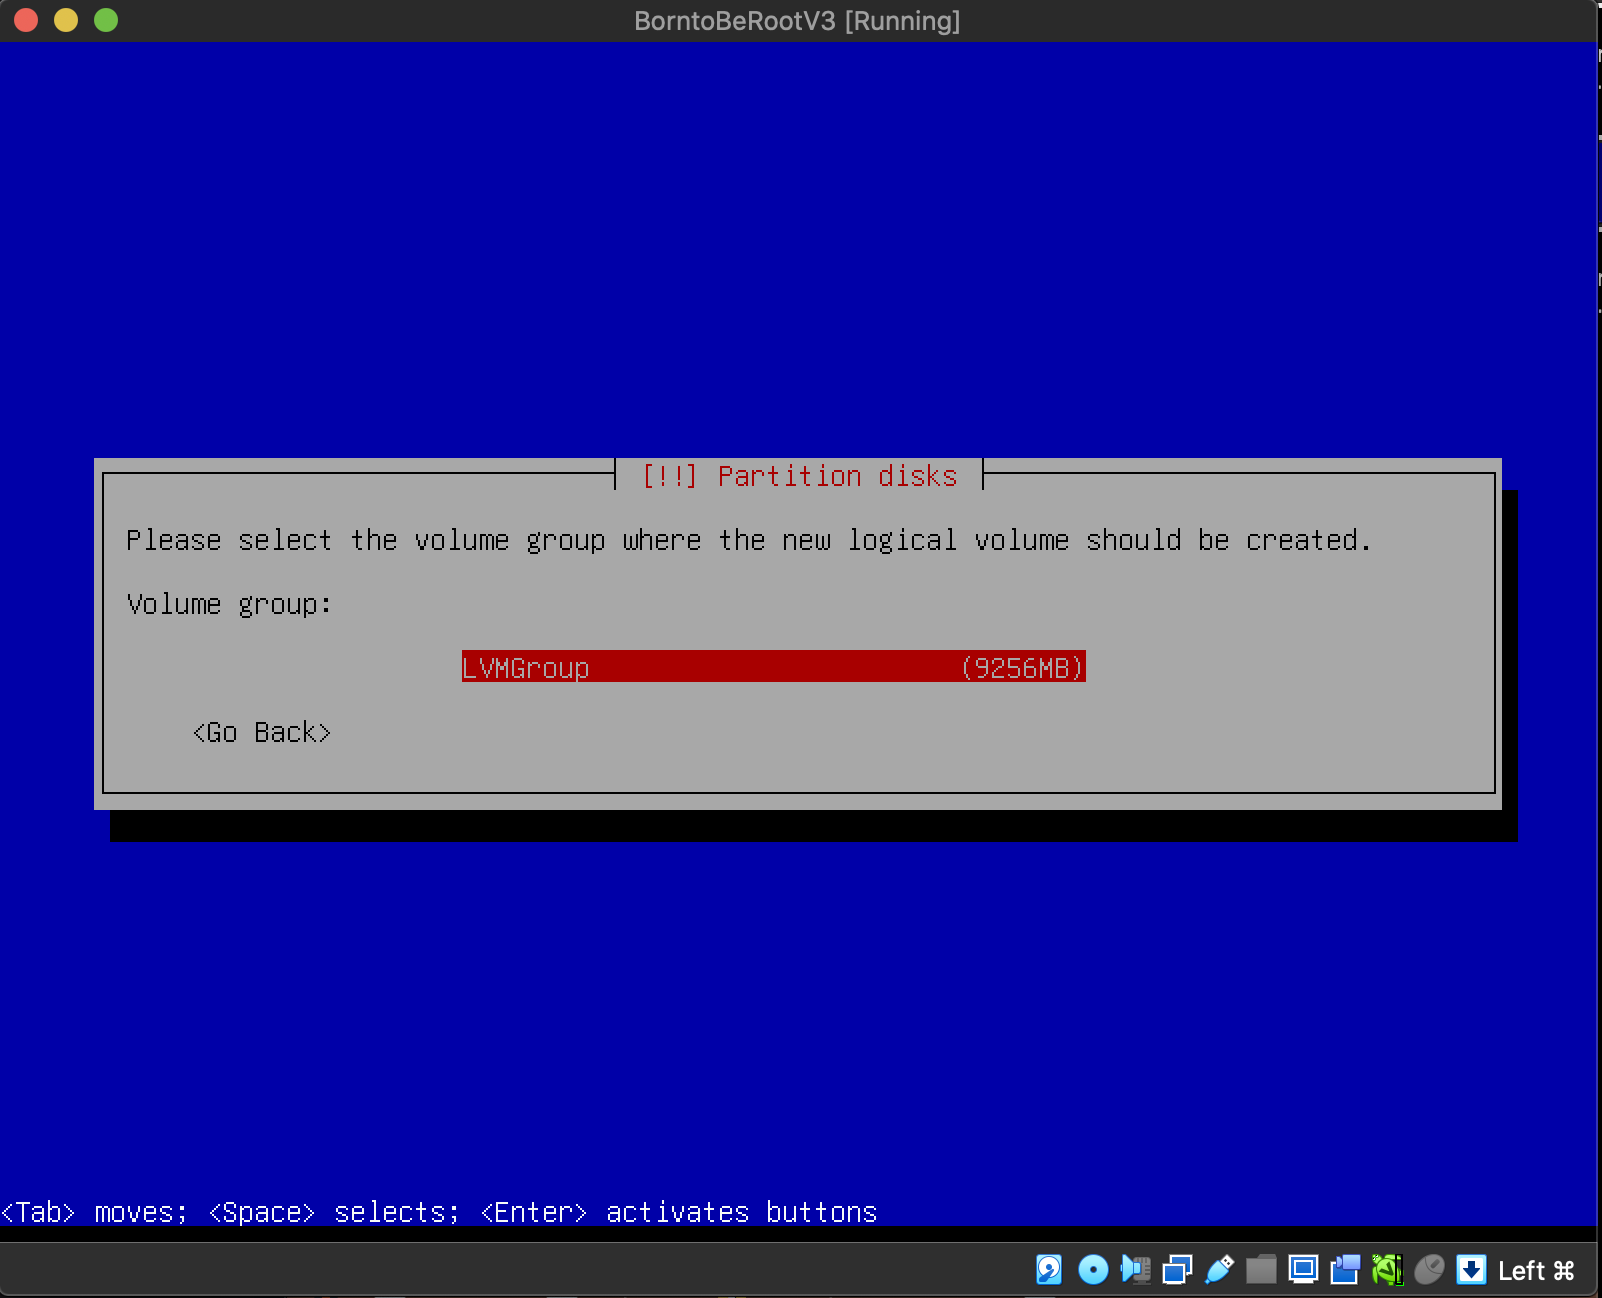 BorntoBeRootV3 [Running]
[!!] Partition disks
Please select the volume group where the new logical volume should be created.
Volume group:
LVMGroup (9256MB)
<Go Back>
<Tab> moves; <Space> selects; <Enter> activates buttons
Left ⌘